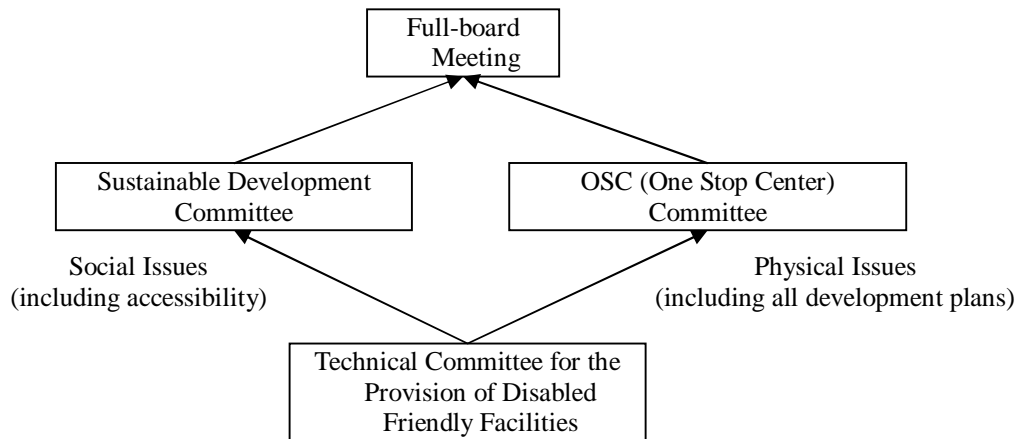 Full-board
Meeting
Sustainable Development
Committee
OSC (One Stop Center)
Committee
Social Issues
(including accessibility)
Physical Issues
(including all development plans)
Technical Committee for the
Provision of Disabled
Friendly Facilities